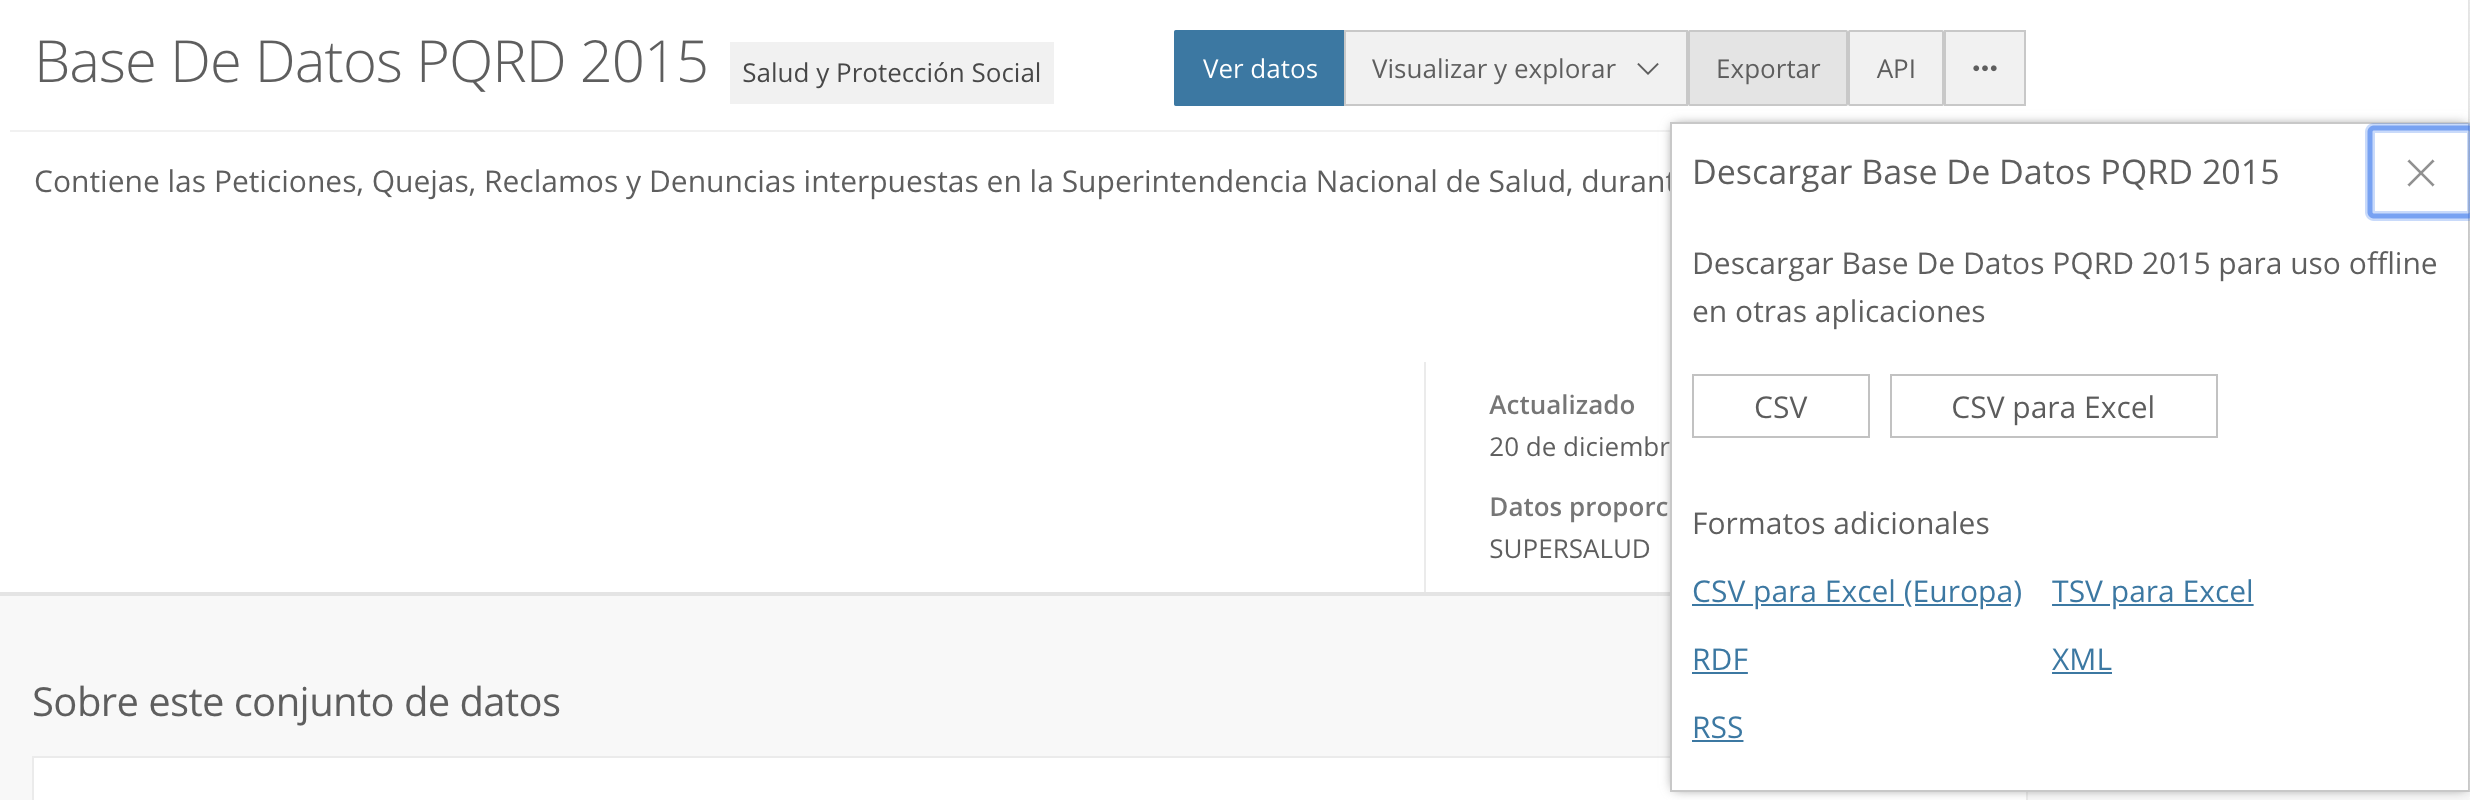 Base De Datos PQRD 2015
Salud y Protección Social
Ver datos
Visualizar y explorar
Exportar
API
Contiene las Peticiones, Quejas, Reclamos y Denuncias interpuestas en la Superintendencia Nacional de Salud, durant
Actualizado
20 de diciembr
Datos proporc
SUPERSALUD
Sobre este conjunto de datos
Descargar Base De Datos PQRD 2015
Descargar Base De Datos PQRD 2015 para uso offline
en otras aplicaciones
CSV
CSV para Excel
Formatos adicionales
CSV para Excel (Europa)
TSV para Excel
RDF
XML
RSS